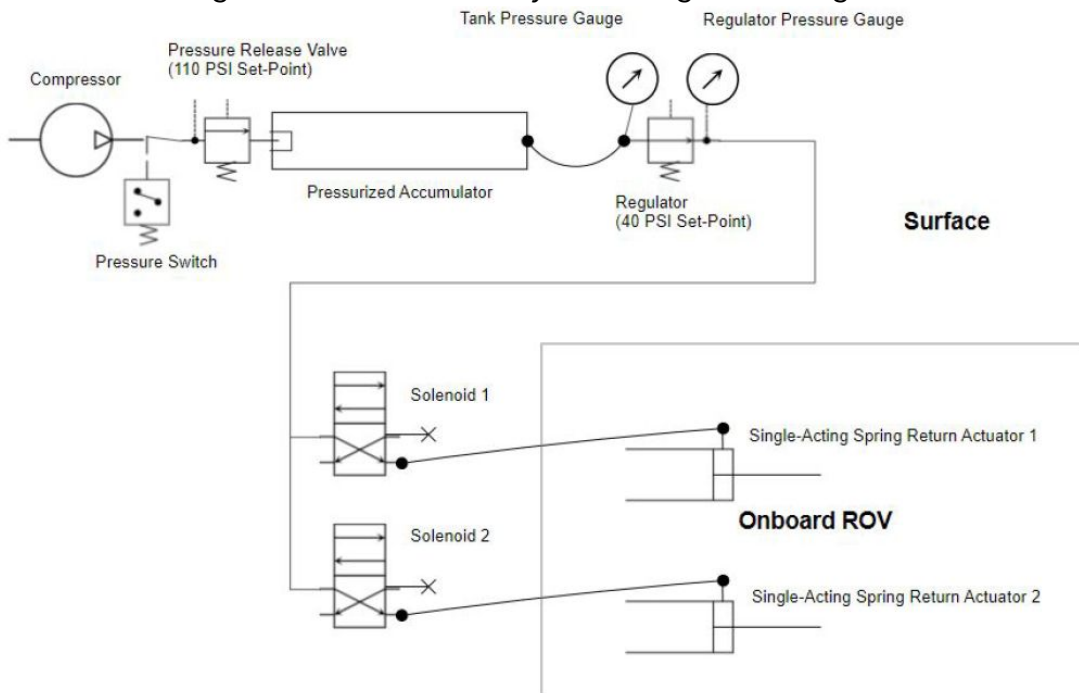 Tank Pressure Gauge
Regulator Pressure Gauge
Pressure Release Valve
(110 PSI Set-Point)
Compressor
Pressurized Accumulator
Regulator
(40 PSI Set-Point)
Surface
Pressure Switch
Solenoid 1
Single-Acting Spring Return Actuator 1
Onboard ROV
Solenoid 2
Single-Acting Spring Return Actuator 2